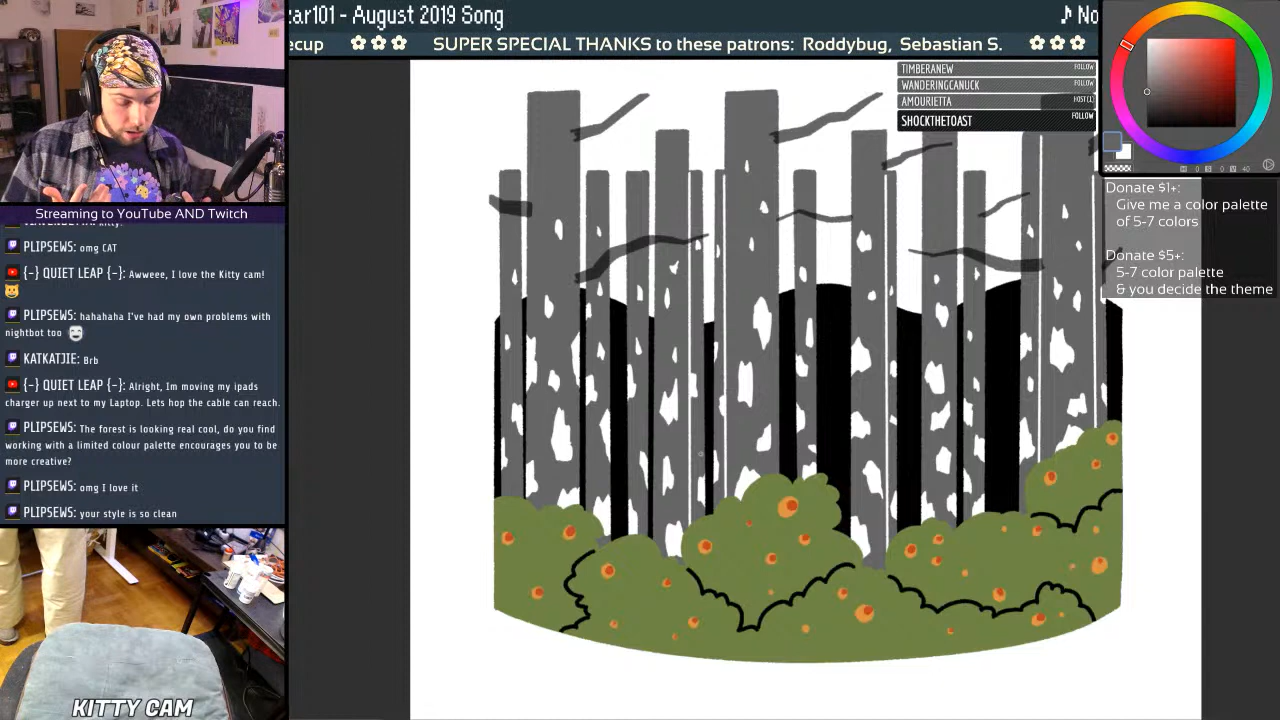 car101 - August 2019 Song
♪ No
ecup ✿ ✿ ✿ SUPER SPECIAL THANKS to these patrons: Roddybug, Sebastian S. ✿ ✿ ✿
TIMBERANEW FOLLOW
WANDERINGCANUCK FOLLOW
AMOURIETTA HOST(1)
SHOCKTHETOAST FOLLOW
Donate $1+:
Give me a color palette
of 5-7 colors
Donate $5+:
5-7 color palette
& you decide the theme
Streaming to YouTube AND Twitch
PLIPSEWS: omg CAT
{-} QUIET LEAP {-}: Awweee, I love the Kitty cam!
PLIPSEWS: hahahaha I've had my own problems with
nightbot too
KATKATJIE: Brb
{-} QUIET LEAP {-}: Alright, Im moving my ipads
charger up next to my Laptop. Lets hop the cable can reach.
PLIPSEWS: The forest is looking real cool, do you find
working with a limited colour palette encourages you to be
more creative?
PLIPSEWS: omg I love it
PLIPSEWS: your style is so clean
KITTY CAM